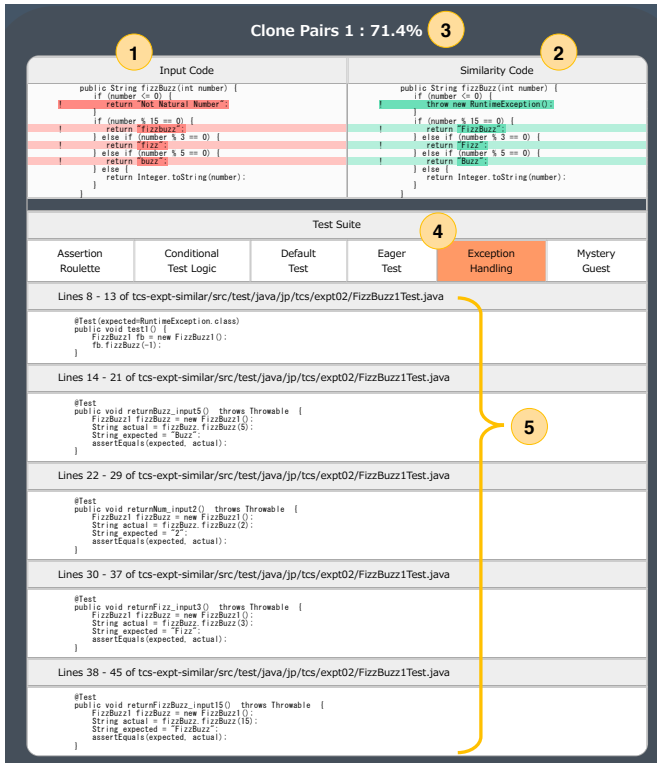 Clone Pairs 1 : 71.4% 3
1 2
Input Code Similarity Code
public String fizzBuzz(int number) {
if (number <= 0) {
! return "Not Natural Number";
}
if (number % 15 == 0) {
! return "fizzbuzz";
} else if (number % 3 == 0) {
! return "fizz";
} else if (number % 5 == 0) {
! return "buzz";
} else {
return Integer.toString(number);
}
}
public String fizzBuzz(int number) {
if (number <= 0) {
! throw new RuntimeException();
}
if (number % 15 == 0) {
! return "FizzBuzz";
} else if (number % 3 == 0) {
! return "Fizz";
} else if (number % 5 == 0) {
! return "Buzz";
} else {
return Integer.toString(number);
}
}
Test Suite
4
Assertion Roulette
Conditional Test Logic
Default Test
Eager Test
Exception Handling
Mystery Guest
Lines 8 - 13 of tcs-expt-similar/src/test/java/jp/tcs/expt02/FizzBuzz1Test.java
@Test(expected=RuntimeException.class)
public void test1() {
FizzBuzz1 fb = new FizzBuzz1();
fb.fizzBuzz(-1);
}
Lines 14 - 21 of tcs-expt-similar/src/test/java/jp/tcs/expt02/FizzBuzz1Test.java
@Test
public void returnBuzz_input5() throws Throwable {
FizzBuzz1 fizzBuzz = new FizzBuzz1();
String actual = fizzBuzz.fizzBuzz(5);
String expected = "Buzz";
assertEquals(expected, actual);
}
5
Lines 22 - 29 of tcs-expt-similar/src/test/java/jp/tcs/expt02/FizzBuzz1Test.java
@Test
public void returnNum_input2() throws Throwable {
FizzBuzz1 fizzBuzz = new FizzBuzz1();
String actual = fizzBuzz.fizzBuzz(2);
String expected = "2";
assertEquals(expected, actual);
}
Lines 30 - 37 of tcs-expt-similar/src/test/java/jp/tcs/expt02/FizzBuzz1Test.java
@Test
public void returnFizz_input3() throws Throwable {
FizzBuzz1 fizzBuzz = new FizzBuzz1();
String actual = fizzBuzz.fizzBuzz(3);
String expected = "Fizz";
assertEquals(expected, actual);
}
Lines 38 - 45 of tcs-expt-similar/src/test/java/jp/tcs/expt02/FizzBuzz1Test.java
@Test
public void returnFizzBuzz_input15() throws Throwable {
FizzBuzz1 fizzBuzz = new FizzBuzz1();
String actual = fizzBuzz.fizzBuzz(15);
String expected = "FizzBuzz";
assertEquals(expected, actual);
}